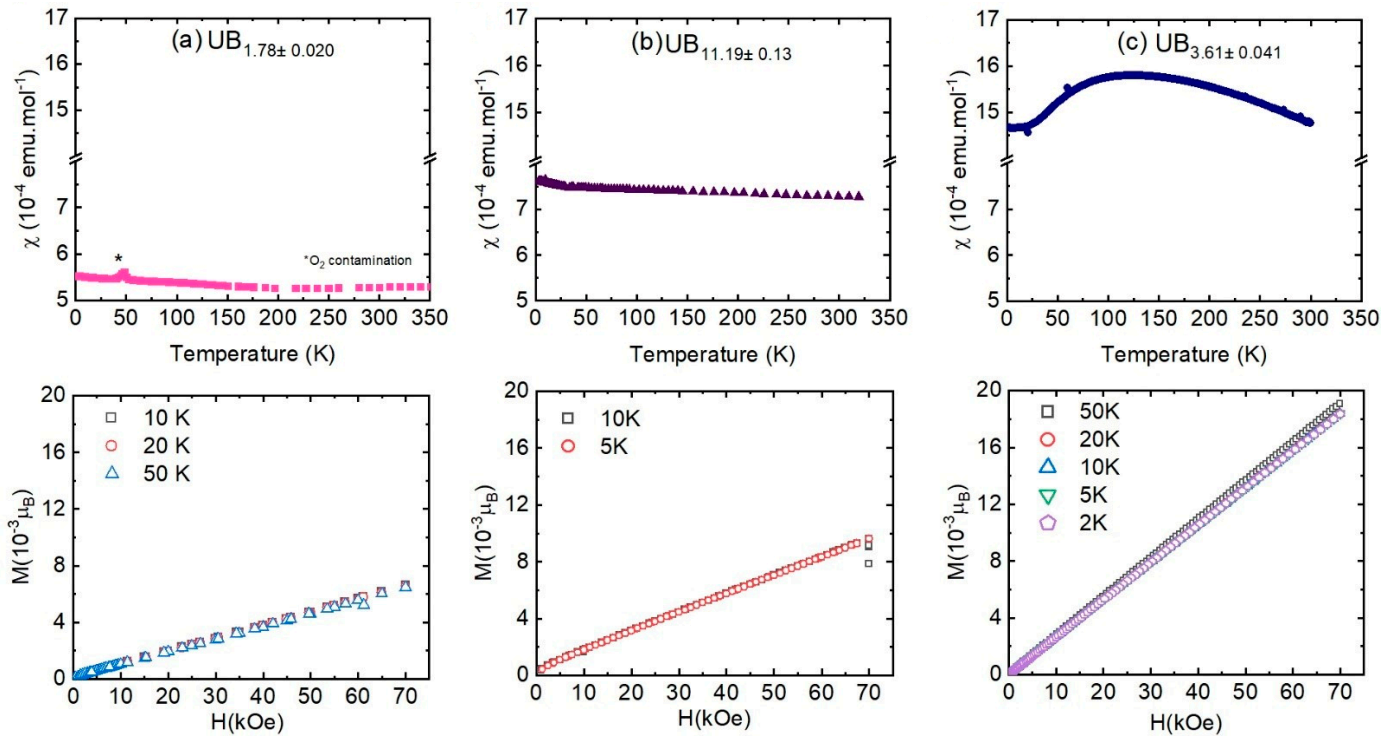 (a) UB1.78± 0.020
χ (10-4 emu.mol-1)
17
16
15
7
6
5
*
*O2 contamination
0 50 100 150 200 250 300 350
Temperature (K)
(b) UB11.19± 0.13
χ (10-4 emu.mol-1)
17
16
15
7
6
5
0 50 100 150 200 250 300 350
Temperature (K)
(c) UB3.61± 0.041
χ (10-4 emu.mol-1)
17
16
15
7
6
5
0 50 100 150 200 250 300 350
Temperature (K)
M(10-3μB)
20
16
12
8
4
0
10 K
20 K
50 K
0 10 20 30 40 50 60 70
H(kOe)
M(10-3μB)
20
16
12
8
4
0
10K
5K
0 10 20 30 40 50 60 70
H(kOe)
M(10-3μB)
20
16
12
8
4
0
50K
20K
10K
5K
2K
0 10 20 30 40 50 60 70
H(kOe)